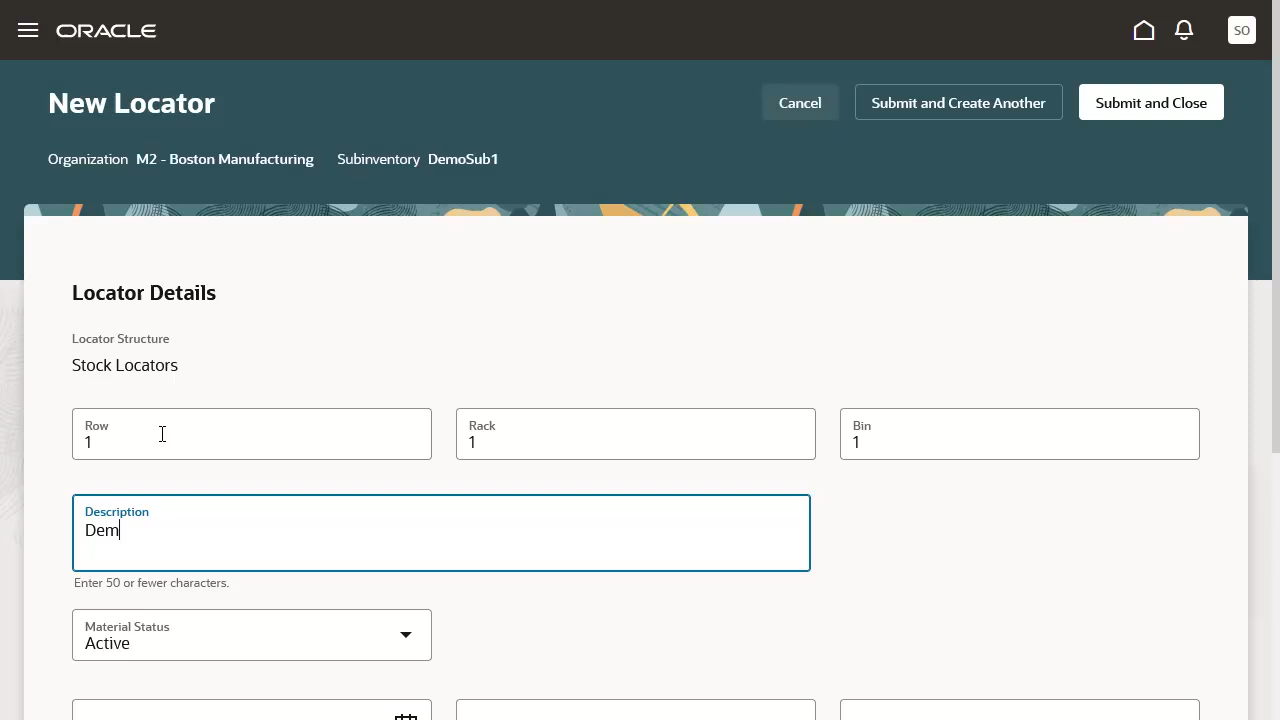 ORACLE
SO
New Locator
Cancel
Submit and Create Another
Submit and Close
Organization M2 - Boston Manufacturing Subinventory DemoSub1
Locator Details
Locator Structure
Stock Locators
Row
1
Rack
1
Bin
1
Description
Dem
Enter 50 or fewer characters.
Material Status
Active